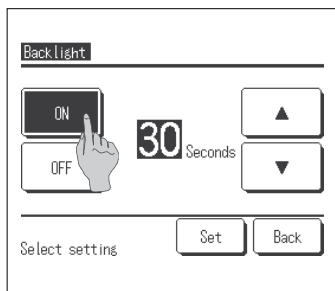 Backlight
ON
30 Seconds
▲
OFF
▼
Select setting
Set
Back